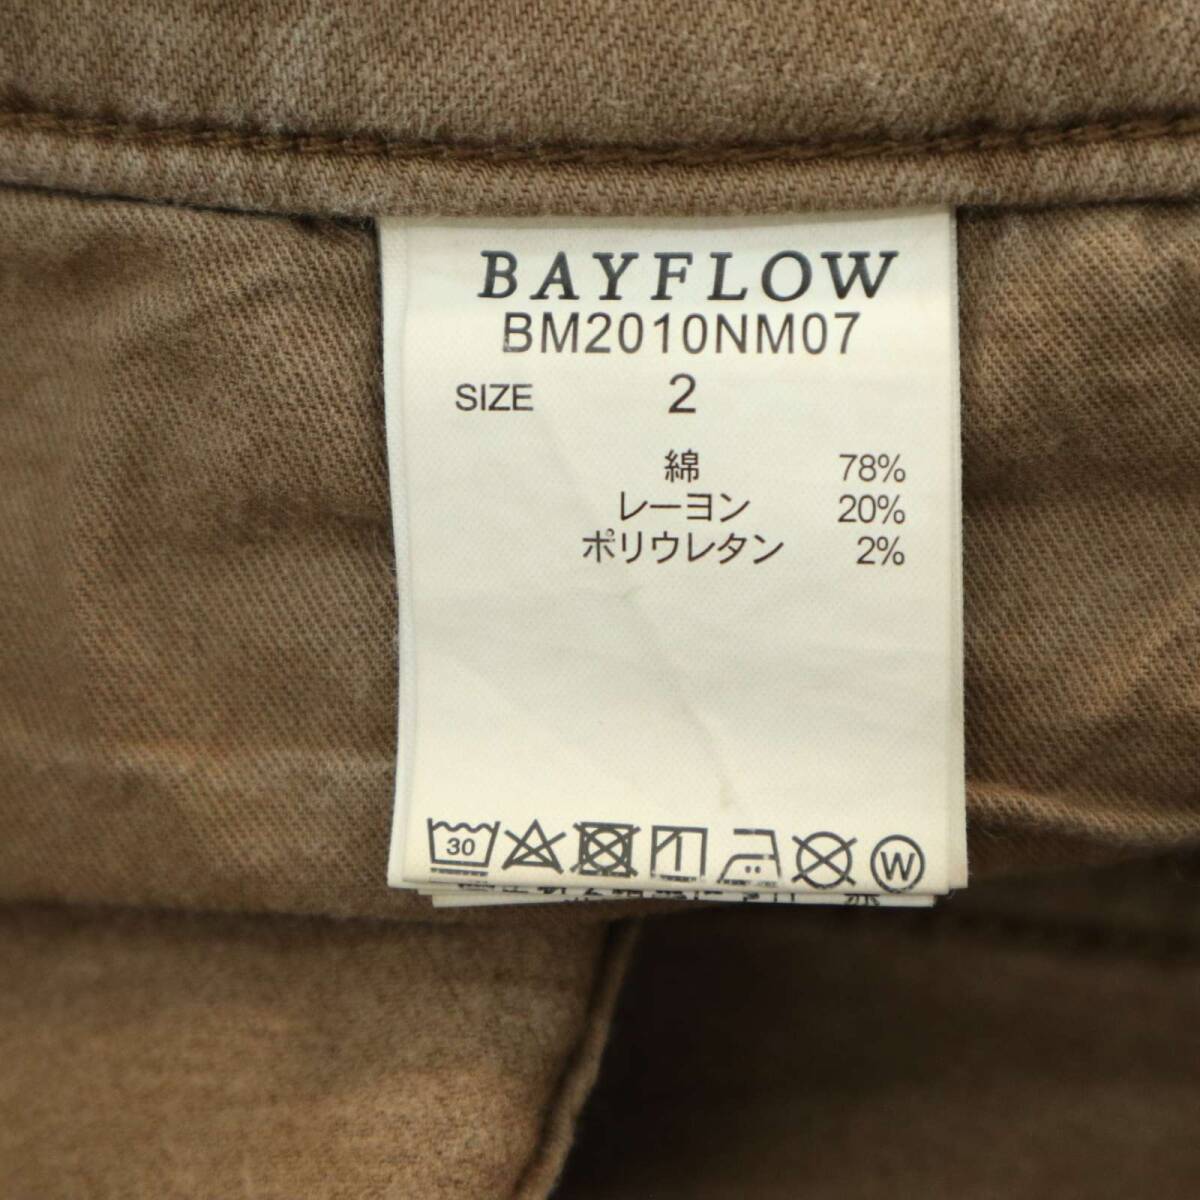 BAYFLOW
BM2010NM07
SIZE 2
綿 78%
レーヨン 20%
ポリウレタン 2%
30
W